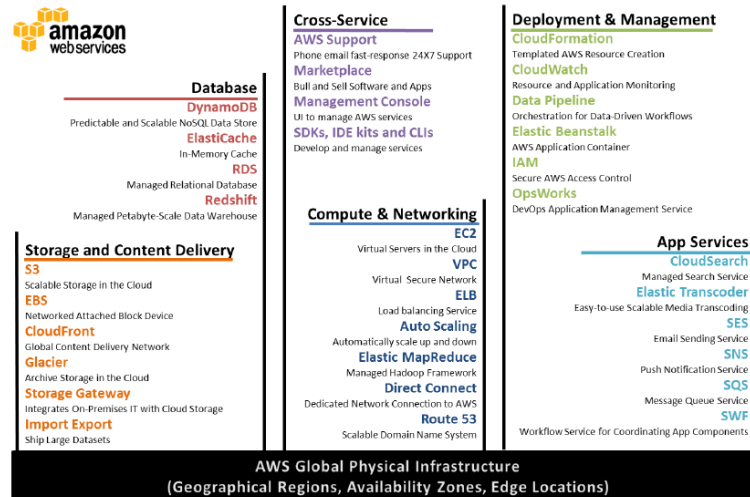 amazon
webservices
Database
DynamoDB
Predictable and Scalable NoSQL Data Store
ElastiCache
In-Memory Cache
RDS
Managed Relational Database
Redshift
Managed Petabyte-Scale Data Warehouse
Storage and Content Delivery
S3
Scalable Storage in the Cloud
EBS
Networked Attached Block Device
CloudFront
Global Content Delivery Network
Glacier
Archive Storage in the Cloud
Storage Gateway
Integrates On-Premises IT with Cloud Storage
Import Export
Ship Large Datasets
Cross-Service
AWS Support
Phone email fast-response 24X7 Support
Marketplace
Bull and Sell Software and Apps
Management Console
UI to manage AWS services
SDKs, IDE kits and CLIs
Develop and manage services
Compute & Networking
EC2
Virtual Servers in the Cloud
VPC
Virtual Secure Network
ELB
Load balancing Service
Auto Scaling
Automatically scale up and down
Elastic MapReduce
Managed Hadoop Framework
Direct Connect
Dedicated Network Connection to AWS
Route 53
Scalable Domain Name System
Deployment & Management
CloudFormation
Templated AWS Resource Creation
CloudWatch
Resource and Application Monitoring
Data Pipeline
Orchestration for Data-Driven Workflows
Elastic Beanstalk
AWS Application Container
IAM
Secure AWS Access Control
OpsWorks
DevOps Application Management Service
App Services
CloudSearch
Managed Search Service
Elastic Transcoder
Easy-to-use Scalable Media Transcoding
SES
Email Sending Service
SNS
Push Notification Service
SQS
Message Queue Service
SWF
Workflow Service for Coordinating App Components
AWS Global Physical Infrastructure
(Geographical Regions, Availability Zones, Edge Locations)